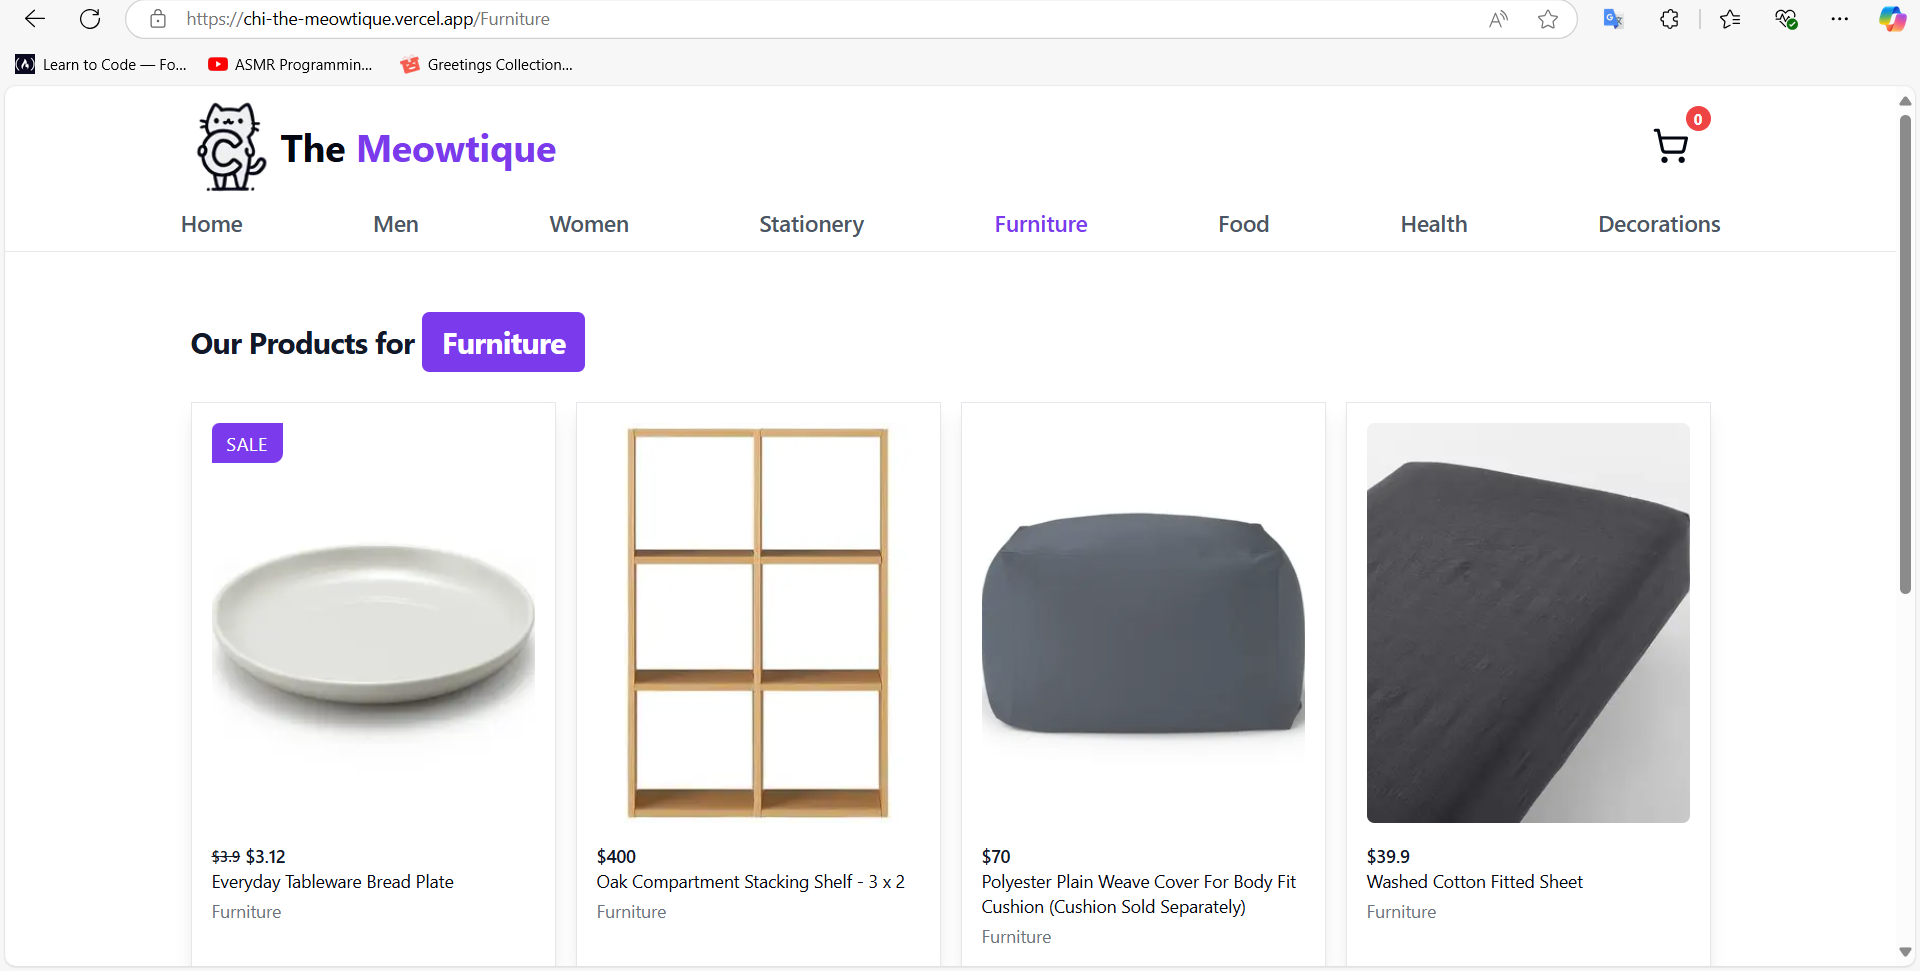 https://chi-the-meowtique.vercel.app/Furniture
Learn to Code — Fo...
ASMR Programmin...
Greetings Collection...
C
The Meowtique
0
Home
Men
Women
Stationery
Furniture
Food
Health
Decorations
Our Products for Furniture
SALE
$3.9 $3.12
Everyday Tableware Bread Plate
Furniture
$400
Oak Compartment Stacking Shelf - 3 x 2
Furniture
$70
Polyester Plain Weave Cover For Body Fit
Cushion (Cushion Sold Separately)
Furniture
$39.9
Washed Cotton Fitted Sheet
Furniture